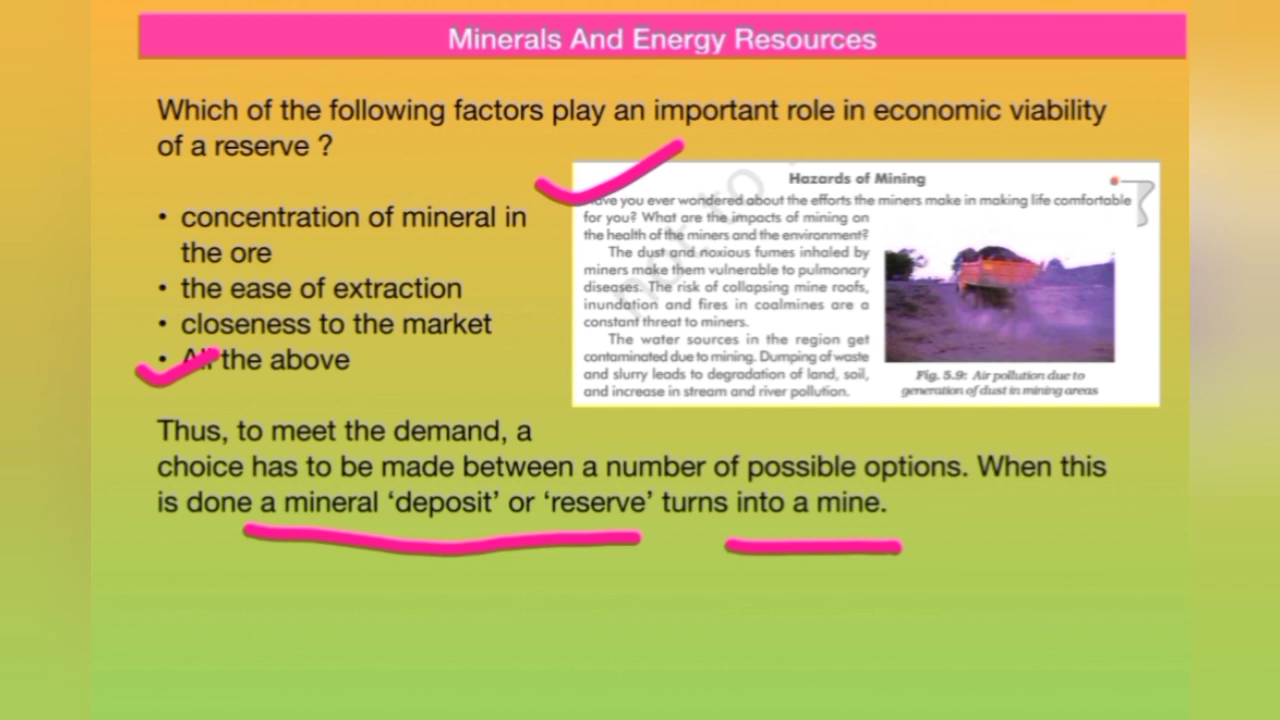 Minerals And Energy Resources
Which of the following factors play an important role in economic viability
of a reserve ?
• concentration of mineral in
the ore
• the ease of extraction
• closeness to the market
• All the above
Hazards of Mining
Have you ever wondered about the efforts the miners make in making life comfortable
for you? What are the impacts of mining on
the health of the miners and the environment?
The dust and noxious fumes inhaled by
miners make them vulnerable to pulmonary
diseases. The risk of collapsing mine roofs,
inundation and fires in coalmines are a
constant threat to miners.
The water sources in the region get
contaminated due to mining. Dumping of waste
and slurry leads to degradation of land, soil,
and increase in stream and river pollution.
Fig. 5.9: Air pollution due to
generation of dust in mining areas
Thus, to meet the demand, a
choice has to be made between a number of possible options. When this
is done a mineral ‘deposit’ or ‘reserve’ turns into a mine.